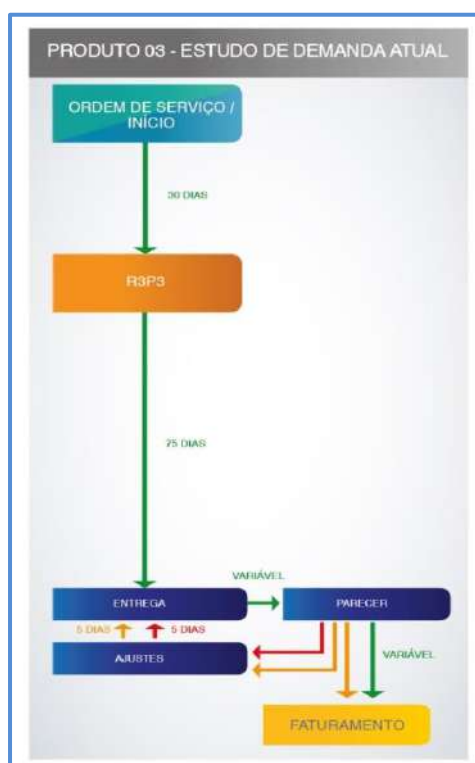 PRODUTO 03 - ESTUDO DE DEMANDA ATUAL
ORDEM DE SERVIÇO /
INÍCIO
30 DIAS
R3P3
75 DIAS
VARIÁVEL
ENTREGA
PARECER
5 DIAS
5 DIAS
AJUSTES
VARIÁVEL
FATURAMENTO